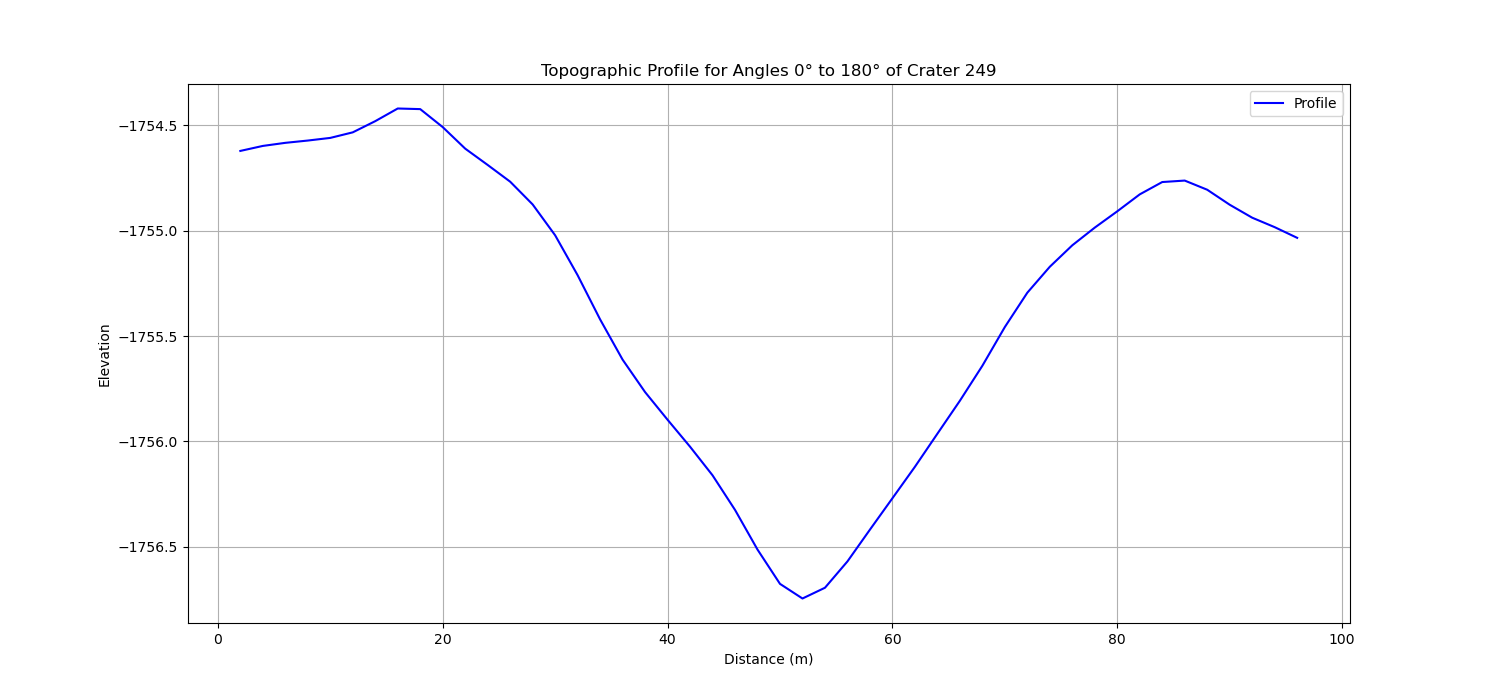 Topographic Profile for Angles 0° to 180° of Crater 249
Profile
−1754.5
−1755.0
−1755.5
−1756.0
−1756.5
Elevation
0 20 40 60 80 100
Distance (m)